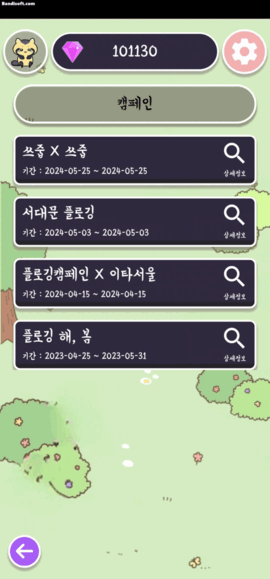 Bandisoft.com
101130
캠페인
쓰줍 X 쓰줍
기간 : 2024-05-25 ~ 2024-05-25
상세정보
서대문 플로깅
기간 : 2024-05-03 ~ 2024-05-03
상세정보
플로깅캠페인 X 이타서울
기간 : 2024-04-15 ~ 2024-04-15
상세정보
플로깅 해, 봄
기간 : 2023-04-25 ~ 2023-05-31
상세정보